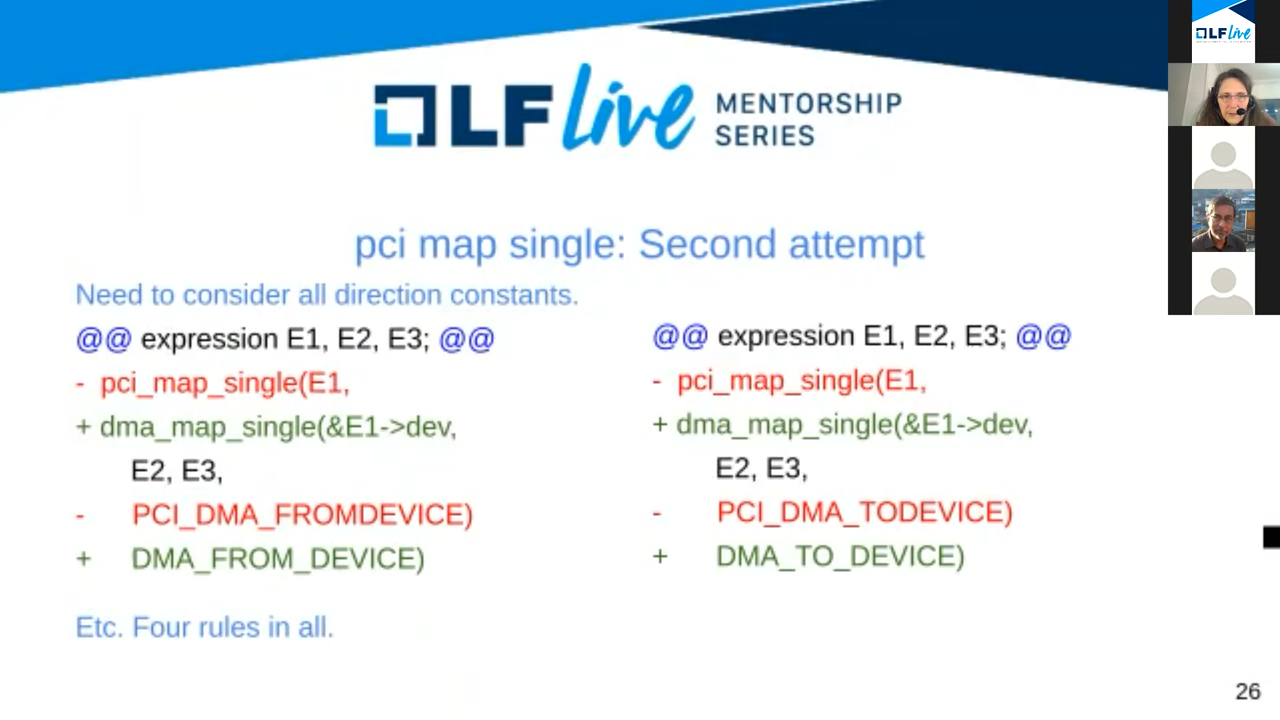 LF Live MENTORSHIP
SERIES
LF Live
pci map single: Second attempt
Need to consider all direction constants.
@@ expression E1, E2, E3; @@
- pci_map_single(E1,
+ dma_map_single(&E1->dev,
E2, E3,
- PCI_DMA_FROMDEVICE)
+ DMA_FROM_DEVICE)
@@ expression E1, E2, E3; @@
- pci_map_single(E1,
+ dma_map_single(&E1->dev,
E2, E3,
- PCI_DMA_TODEVICE)
+ DMA_TO_DEVICE)
Etc. Four rules in all.
26